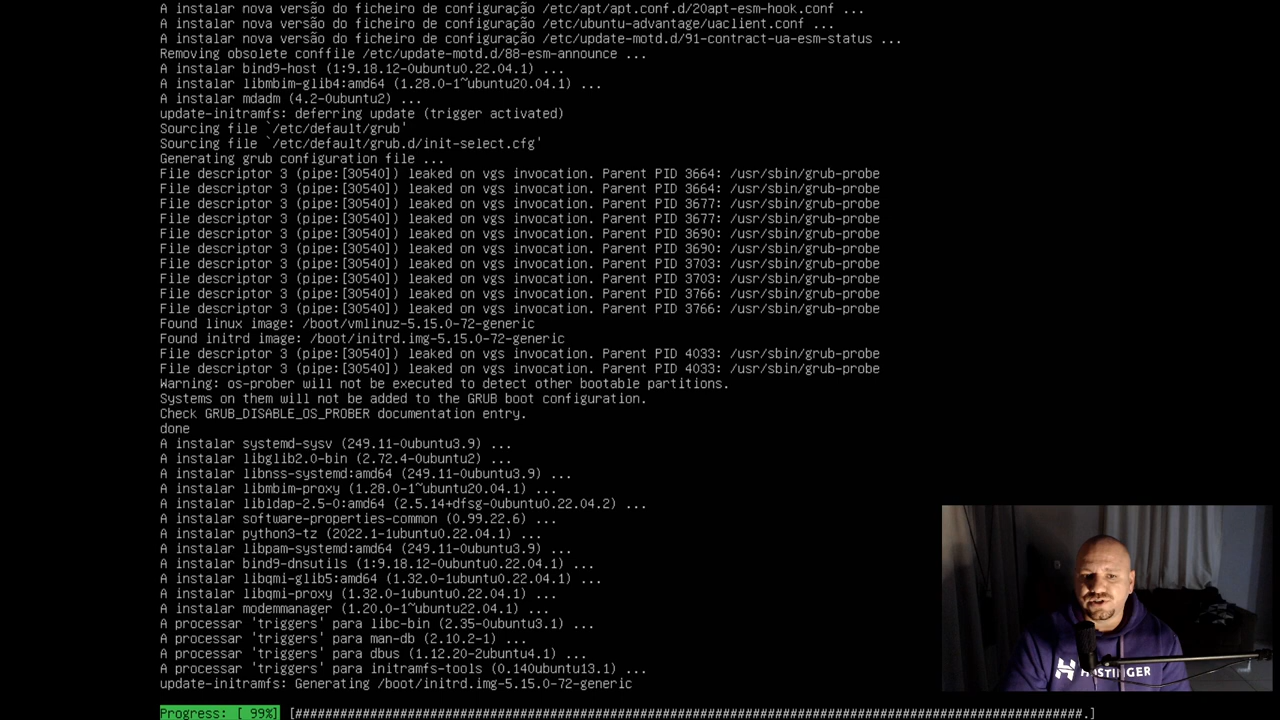 A instalar nova versão do ficheiro de configuração /etc/apt/apt.conf.d/20apt-esm-hook.conf ...
A instalar nova versão do ficheiro de configuração /etc/ubuntu-advantage/uaclient.conf ...
A instalar nova versão do ficheiro de configuração /etc/update-motd.d/91-contract-ua-esm-status ...
Removing obsolete conffile /etc/update-motd.d/88-esm-announce ...
A instalar bind9-host (1:9.18.12-0ubuntu0.22.04.1) ...
A instalar libmbim-glib4:amd64 (1.28.0-1~ubuntu20.04.1) ...
A instalar mdadm (4.2-0ubuntu2) ...
update-initramfs: deferring update (trigger activated)
Sourcing file `/etc/default/grub'
Sourcing file `/etc/default/grub.d/init-select.cfg'
Generating grub configuration file ...
File descriptor 3 (pipe:[30540]) leaked on vgs invocation. Parent PID 3664: /usr/sbin/grub-probe
File descriptor 3 (pipe:[30540]) leaked on vgs invocation. Parent PID 3664: /usr/sbin/grub-probe
File descriptor 3 (pipe:[30540]) leaked on vgs invocation. Parent PID 3677: /usr/sbin/grub-probe
File descriptor 3 (pipe:[30540]) leaked on vgs invocation. Parent PID 3677: /usr/sbin/grub-probe
File descriptor 3 (pipe:[30540]) leaked on vgs invocation. Parent PID 3690: /usr/sbin/grub-probe
File descriptor 3 (pipe:[30540]) leaked on vgs invocation. Parent PID 3690: /usr/sbin/grub-probe
File descriptor 3 (pipe:[30540]) leaked on vgs invocation. Parent PID 3703: /usr/sbin/grub-probe
File descriptor 3 (pipe:[30540]) leaked on vgs invocation. Parent PID 3703: /usr/sbin/grub-probe
File descriptor 3 (pipe:[30540]) leaked on vgs invocation. Parent PID 3766: /usr/sbin/grub-probe
File descriptor 3 (pipe:[30540]) leaked on vgs invocation. Parent PID 3766: /usr/sbin/grub-probe
Found linux image: /boot/vmlinuz-5.15.0-72-generic
Found initrd image: /boot/initrd.img-5.15.0-72-generic
File descriptor 3 (pipe:[30540]) leaked on vgs invocation. Parent PID 4033: /usr/sbin/grub-probe
File descriptor 3 (pipe:[30540]) leaked on vgs invocation. Parent PID 4033: /usr/sbin/grub-probe
Warning: os-prober will not be executed to detect other bootable partitions.
Systems on them will not be added to the GRUB boot configuration.
Check GRUB_DISABLE_OS_PROBER documentation entry.
done
A instalar systemd-sysv (249.11-0ubuntu3.9) ...
A instalar libglib2.0-bin (2.72.4-0ubuntu2) ...
A instalar libnss-systemd:amd64 (249.11-0ubuntu3.9) ...
A instalar libmbim-proxy (1.28.0-1~ubuntu20.04.1) ...
A instalar libldap-2.5-0:amd64 (2.5.14+dfsg-0ubuntu0.22.04.2) ...
A instalar software-properties-common (0.99.22.6) ...
A instalar python3-tz (2022.1-1ubuntu0.22.04.1) ...
A instalar libpam-systemd:amd64 (249.11-0ubuntu3.9) ...
A instalar bind9-dnsutils (1:9.18.12-0ubuntu0.22.04.1) ...
A instalar libqmi-glib5:amd64 (1.32.0-1ubuntu0.22.04.1) ...
A instalar libqmi-proxy (1.32.0-1ubuntu0.22.04.1) ...
A instalar modemmanager (1.20.0-1~ubuntu22.04.1) ...
A processar 'triggers' para libc-bin (2.35-0ubuntu3.1) ...
A processar 'triggers' para man-db (2.10.2-1) ...
A processar 'triggers' para dbus (1.12.20-2ubuntu4.1) ...
A processar 'triggers' para initramfs-tools (0.140ubuntu13.1) ...
update-initramfs: Generating /boot/initrd.img-5.15.0-72-generic
HOSTINGER
Progress: [ 99%] [#########################################################################################################.]